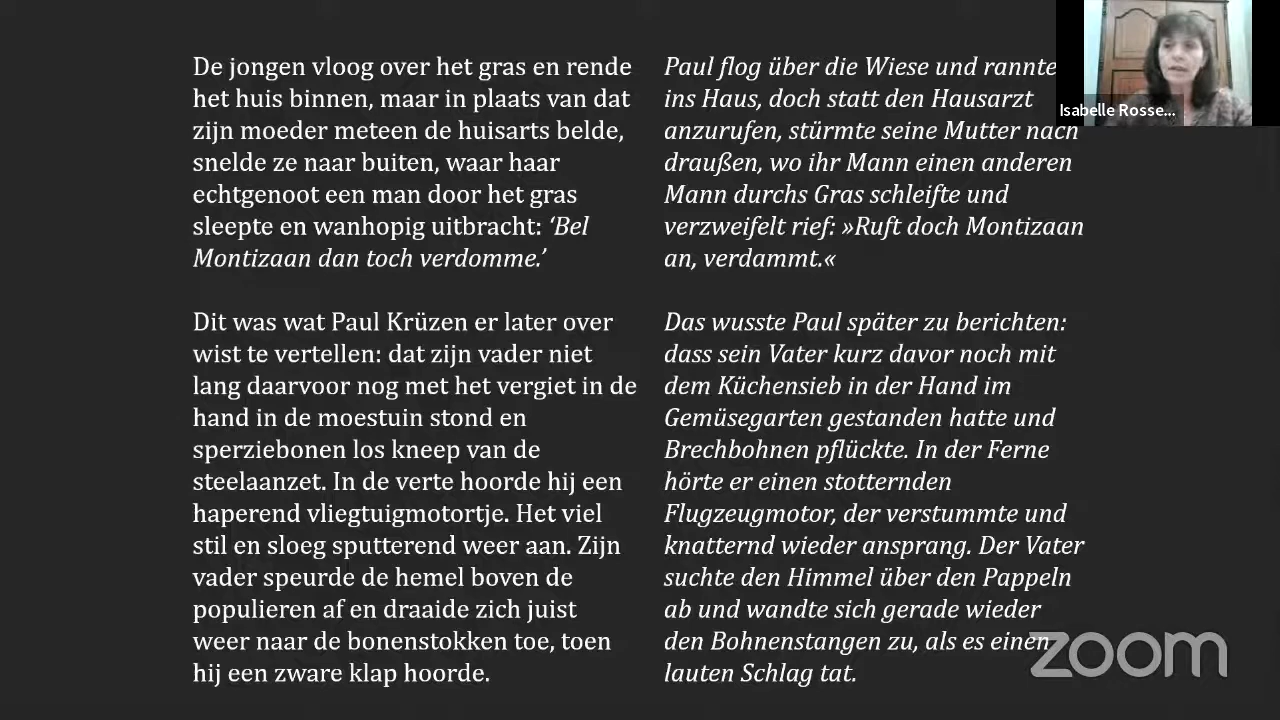 De jongen vloog over het gras en rende
het huis binnen, maar in plaats van dat
zijn moeder meteen de huisarts belde,
snelde ze naar buiten, waar haar
echtgenoot een man door het gras
sleepte en wanhopig uitbracht: ‘Bel
Montizaan dan toch verdomme.’
Dit was wat Paul Krüzen er later over
wist te vertellen: dat zijn vader niet
lang daarvoor nog met het vergiet in de
hand in de moestuin stond en
sperziebonen los kneep van de
steelaanzet. In de verte hoorde hij een
haperend vliegtuigmotortje. Het viel
stil en sloeg sputterend weer aan. Zijn
vader speurde de hemel boven de
populieren af en draaide zich juist
weer naar de bonenstokken toe, toen
hij een zware klap hoorde.
Paul flog über die Wiese und rannte
ins Haus, doch statt den Hausarzt
anzurufen, stürmte seine Mutter nach
draußen, wo ihr Mann einen anderen
Mann durchs Gras schleifte und
verzweifelt rief: »Ruft doch Montizaan
an, verdammt.«
Das wusste Paul später zu berichten:
dass sein Vater kurz davor noch mit
dem Küchensieb in der Hand im
Gemüsegarten gestanden hatte und
Brechbohnen pflückte. In der Ferne
hörte er einen stotternden
Flugzeugmotor, der verstummte und
knatternd wieder ansprang. Der Vater
suchte den Himmel über den Pappeln
ab und wandte sich gerade wieder
den Bohnenstangen zu, als es einen
lauten Schlag tat.
Isabelle Rosse...
zoom